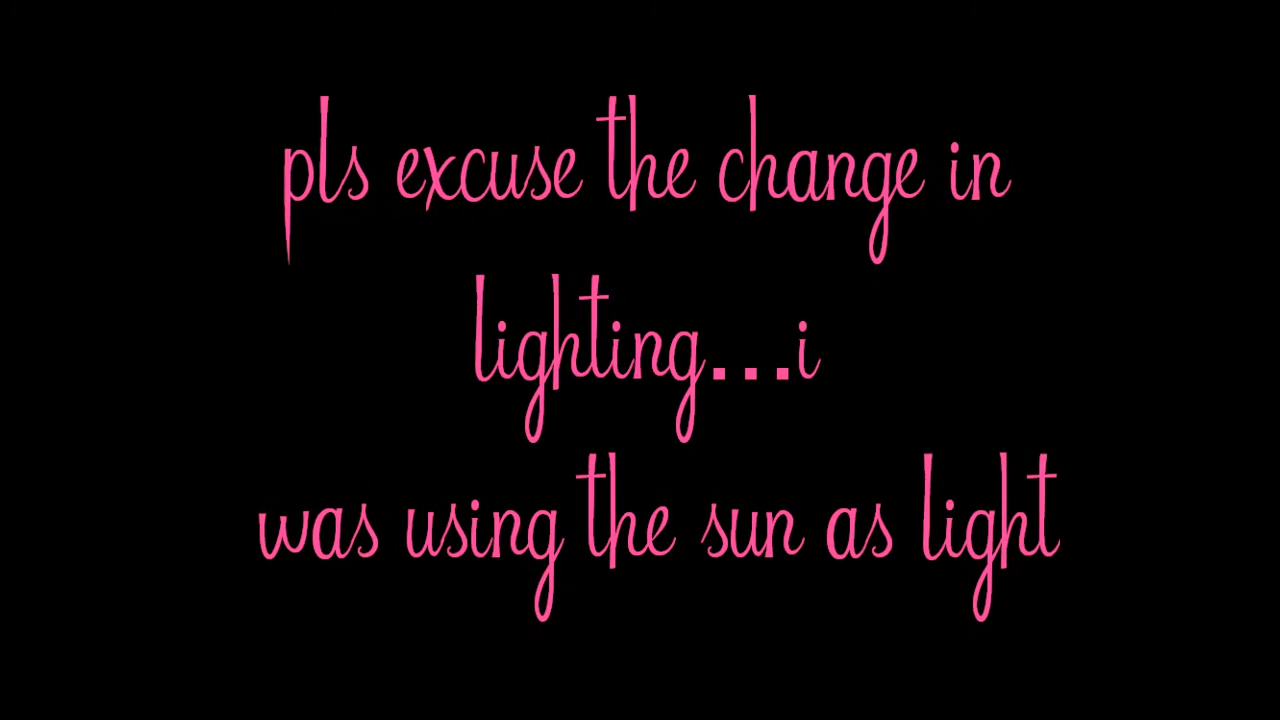 pls excuse the change in
lighting...i
was using the sun as light